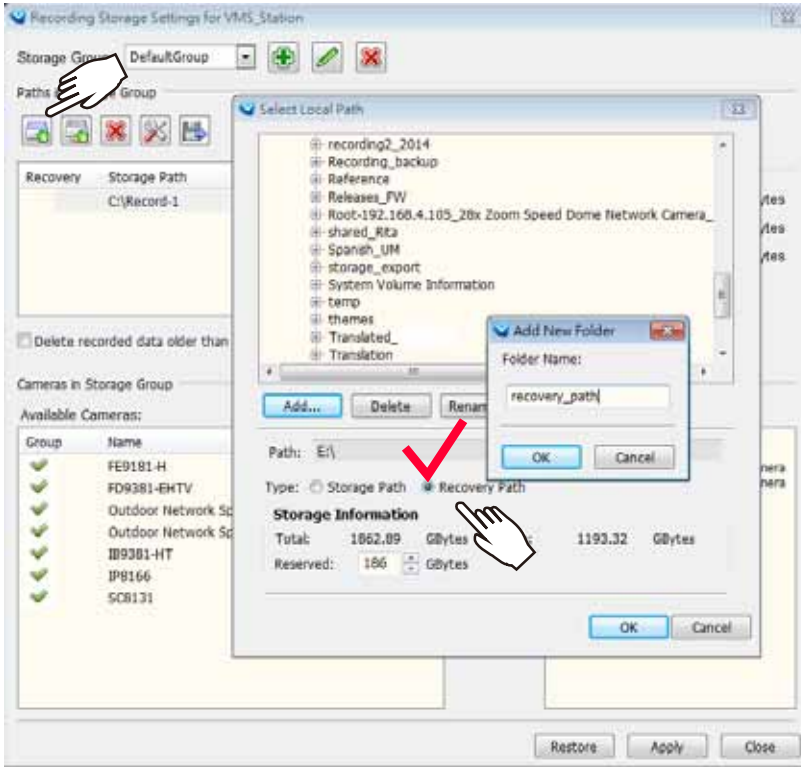 Recording Storage Settings for VMS_Station
Storage Gro DefaultGroup
Paths Group
Select Local Path
recording2_2014
Recording_backup
Reference
Releases_FW
Root-192.168.4.105_28x Zoom Speed Dome Network Camera_
shared_Rita
Spanish_UM
storage_export
System Volume Information
temp
themes
Translated_
Translation
Recovery Storage Path
C:\Record-1
ytes
ytes
ytes
Add New Folder
Folder Name:
recovery_path
OK Cancel
Delete recorded data older than
Add... Delete Renam
Cameras in Storage Group
Available Cameras:
Group Name
FE9181-H
FD9381-EHTV
Outdoor Network Sp
Outdoor Network Sp
IB9381-HT
IP8166
SC8131
Path: E:\
Type: Storage Path Recovery Path
Storage Information
Total: 1862.89 GBytes : 1193.32 GBytes
Reserved: 186 GBytes
mera
mera
OK Cancel
Restore Apply Close